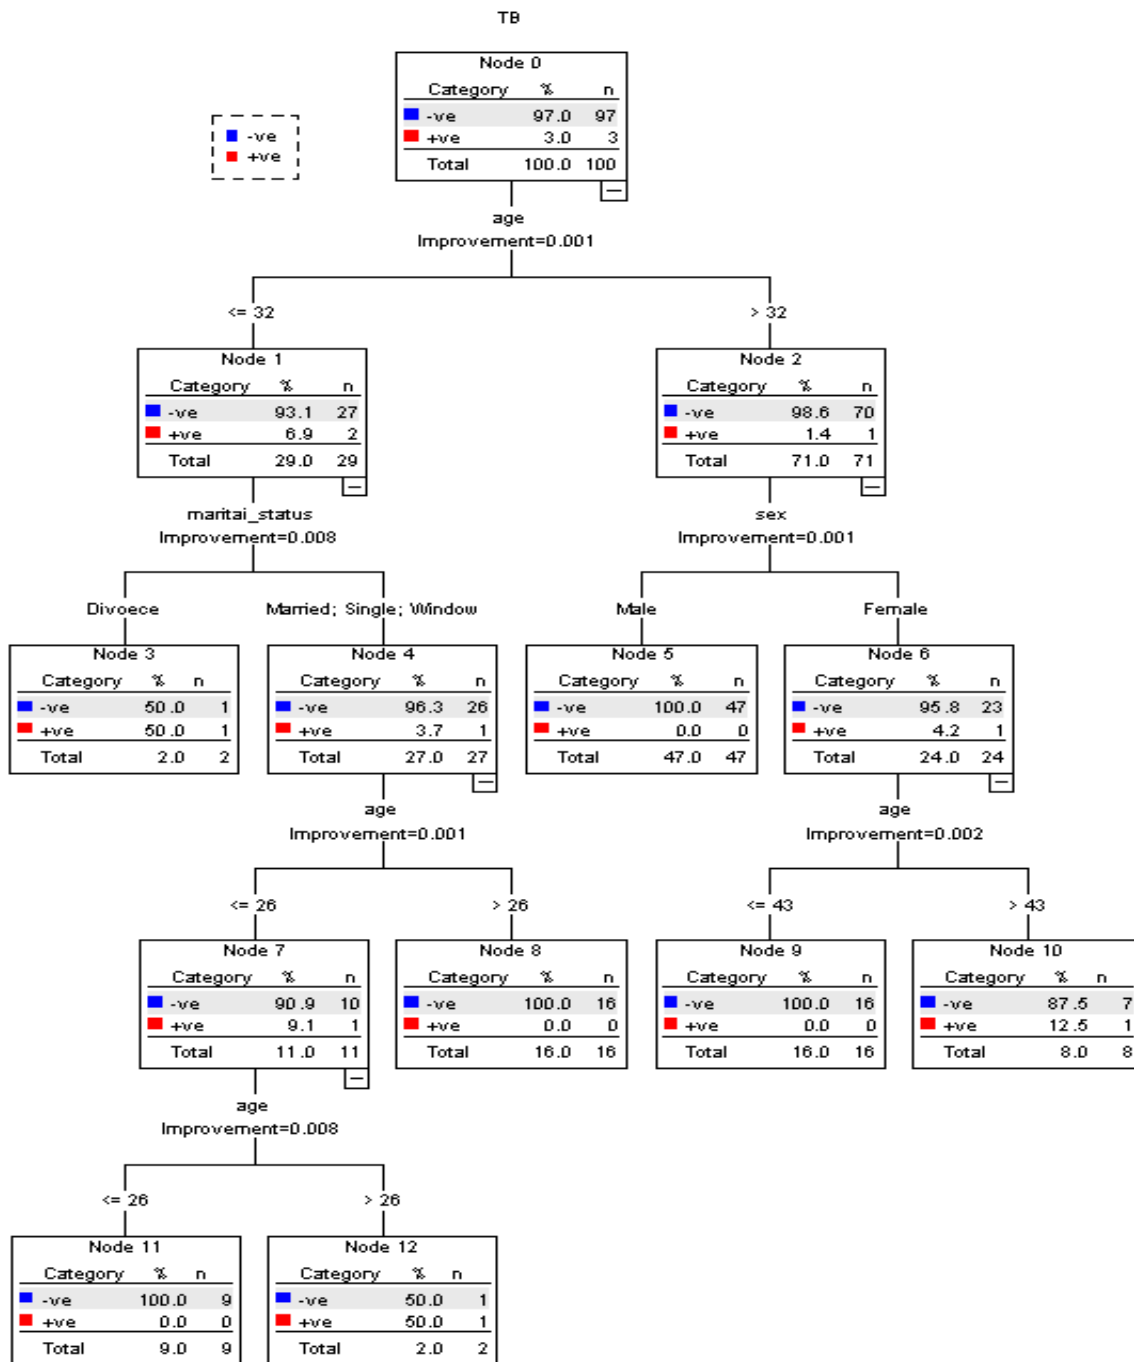 TB
Node 0
Category % n
-ve 97.0 97
+ve 3.0 3
Total 100.0 100
-ve
+ve
age
Improvement=0.001
<= 32
> 32
Node 1
Category % n
-ve 93.1 27
+ve 6.9 2
Total 29.0 29
Node 2
Category % n
-ve 98.6 70
+ve 1.4 1
Total 71.0 71
maritai_status
Improvement=0.008
sex
Improvement=0.001
Divoece
Married; Single; Window
Male
Female
Node 3
Category % n
-ve 50.0 1
+ve 50.0 1
Total 2.0 2
Node 4
Category % n
-ve 96.3 26
+ve 3.7 1
Total 27.0 27
Node 5
Category % n
-ve 100.0 47
+ve 0.0 0
Total 47.0 47
Node 6
Category % n
-ve 95.8 23
+ve 4.2 1
Total 24.0 24
age
Improvement=0.001
age
Improvement=0.002
<= 26
> 26
<= 43
> 43
Node 7
Category % n
-ve 90.9 10
+ve 9.1 1
Total 11.0 11
Node 8
Category % n
-ve 100.0 16
+ve 0.0 0
Total 16.0 16
Node 9
Category % n
-ve 100.0 16
+ve 0.0 0
Total 16.0 16
Node 10
Category % n
-ve 87.5 7
+ve 12.5 1
Total 8.0 8
age
Improvement=0.008
<= 26
> 26
Node 11
Category % n
-ve 100.0 9
+ve 0.0 0
Total 9.0 9
Node 12
Category % n
-ve 50.0 1
+ve 50.0 1
Total 2.0 2